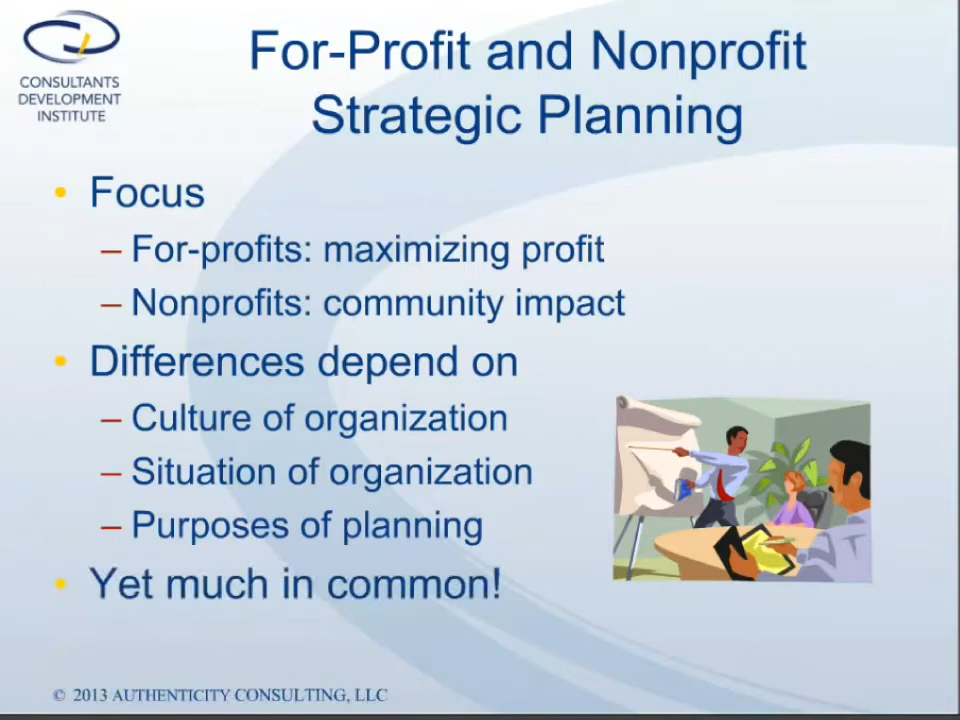 CONSULTANTS
DEVELOPMENT
INSTITUTE
For-Profit and Nonprofit
Strategic Planning
• Focus
– For-profits: maximizing profit
– Nonprofits: community impact
• Differences depend on
– Culture of organization
– Situation of organization
– Purposes of planning
• Yet much in common!
© 2013 AUTHENTICITY CONSULTING, LLC